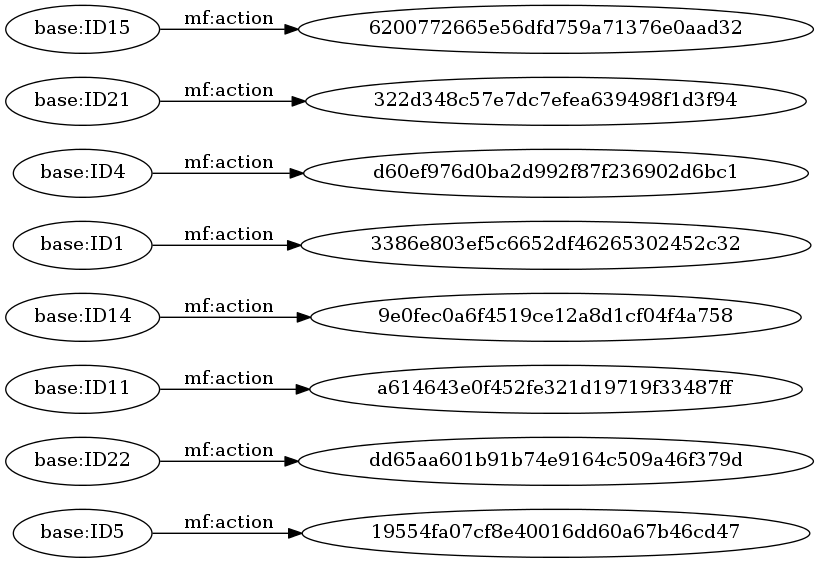 base:ID15 mf:action 6200772665e56dfd759a71376e0aad32
base:ID21 mf:action 322d348c57e7dc7efea639498f1d3f94
base:ID4 mf:action d60ef976d0ba2d992f87f236902d6bc1
base:ID1 mf:action 3386e803ef5c6652df46265302452c32
base:ID14 mf:action 9e0fec0a6f4519ce12a8d1cf04f4a758
base:ID11 mf:action a614643e0f452fe321d19719f33487ff
base:ID22 mf:action dd65aa601b91b74e9164c509a46f379d
base:ID5 mf:action 19554fa07cf8e40016dd60a67b46cd47